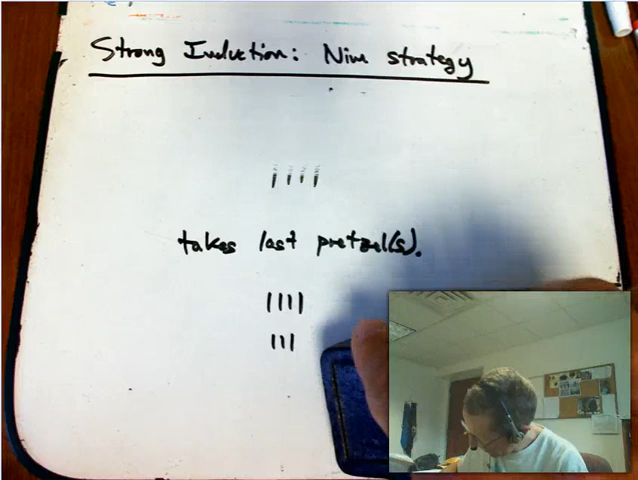 Strong Induction: Nim strategy
||||
takes last pretzel(s).
||||
|||